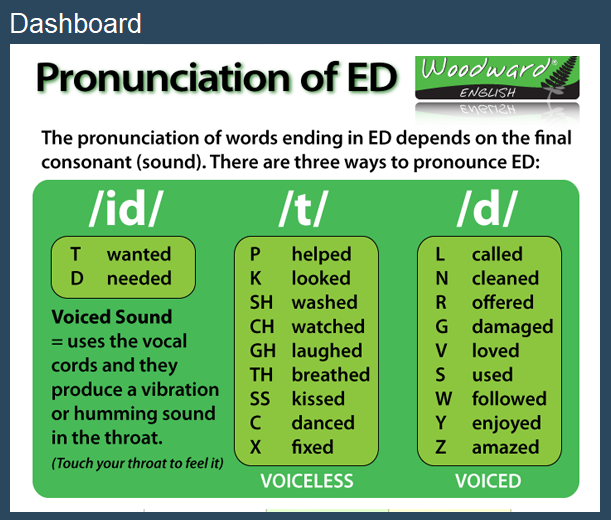 Dashboard
Pronunciation of ED
Woodward®
ENGLISH
The pronunciation of words ending in ED depends on the final
consonant (sound). There are three ways to pronounce ED:
/id/
T wanted
D needed
Voiced Sound
= uses the vocal
cords and they
produce a vibration
or humming sound
in the throat.
(Touch your throat to feel it)
/t/
P helped
K looked
SH washed
CH watched
GH laughed
TH breathed
SS kissed
C danced
X fixed
VOICELESS
/d/
L called
N cleaned
R offered
G damaged
V loved
S used
W followed
Y enjoyed
Z amazed
VOICED